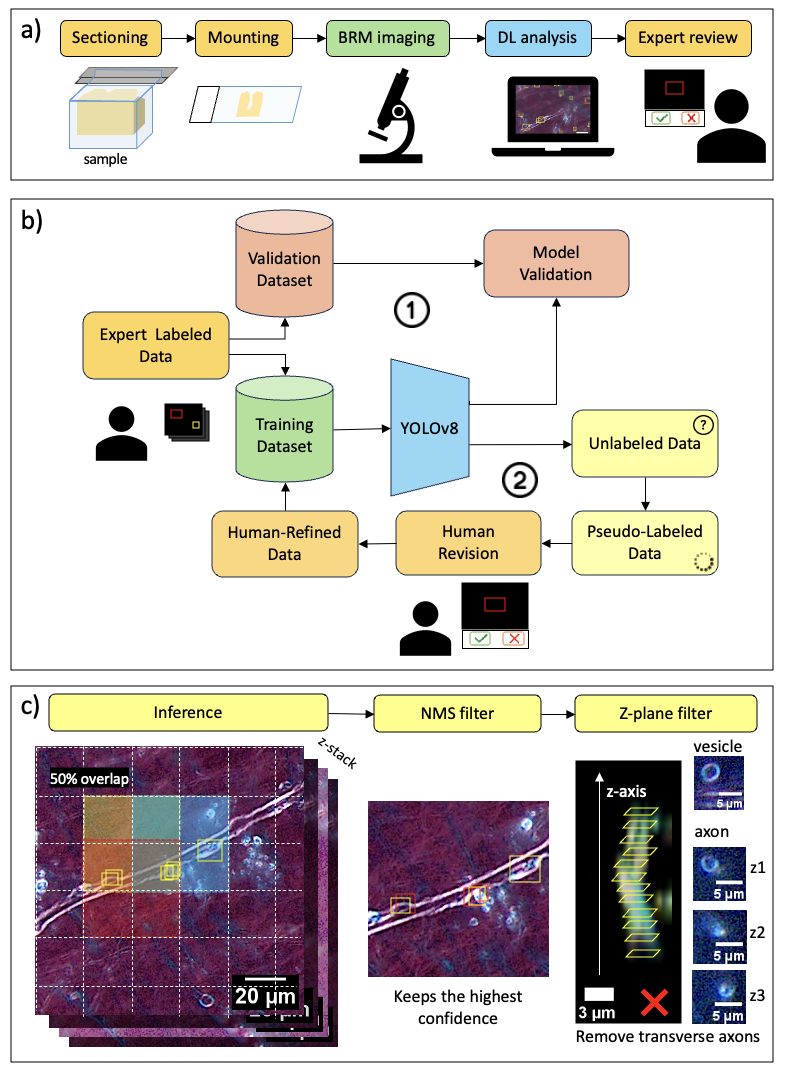 a)
Sectioning
Mounting
BRM imaging
DL analysis
Expert review
sample
b)
Validation
Dataset
Model
Validation
1
Expert Labeled
Data
Training
Dataset
YOLOv8
Unlabeled Data
?
2
Human-Refined
Data
Human
Revision
Pseudo-Labeled
Data
c)
Inference
NMS filter
Z-plane filter
z-stack
50% overlap
20 µm
Keeps the highest
confidence
z-axis
3 µm
Remove transverse axons
vesicle
5 µm
axon
5 µm
z1
5 µm
z2
5 µm
z3